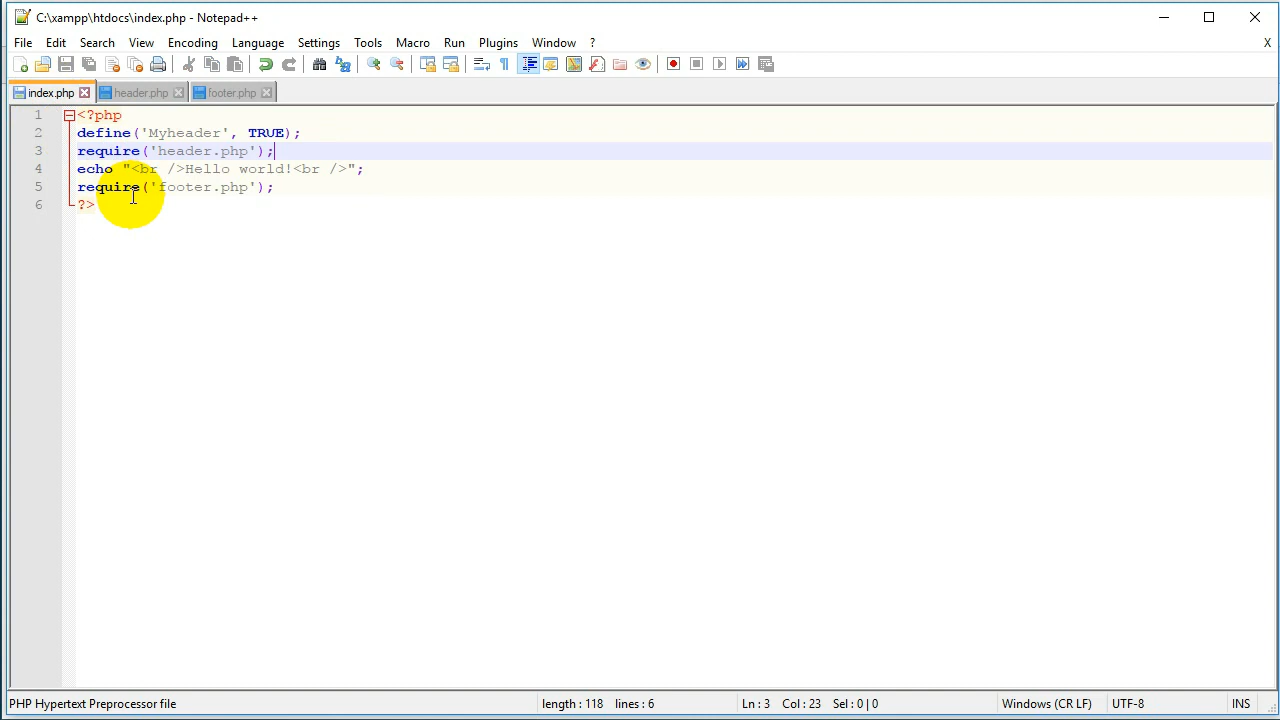 C:\xampp\htdocs\index.php - Notepad++
File Edit Search View Encoding Language Settings Tools Macro Run Plugins Window ? X
index.php header.php footer.php
1 <?php
2 define('Myheader', TRUE);
3 require('header.php');
4 echo "<br />Hello world!<br />";
5 require('footer.php');
6 ?>
PHP Hypertext Preprocessor file length : 118 lines : 6 Ln : 3 Col : 23 Sel : 0 | 0 Windows (CR LF) UTF-8 INS